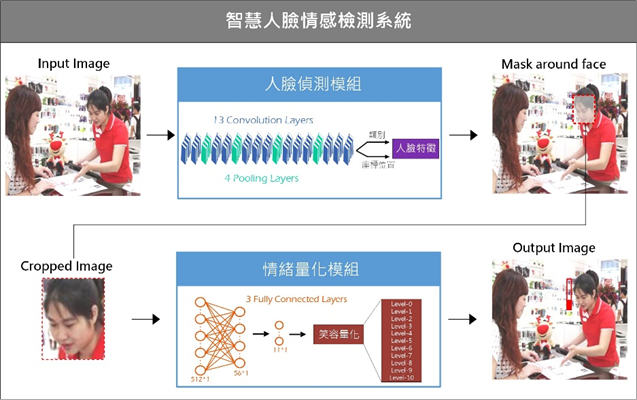 智慧人臉情感檢測系統
Input Image
人臉偵測模組
Mask around face
13 Convolution Layers
類別
人臉特徵
座標位置
4 Pooling Layers
Cropped Image
情緒量化模組
Output Image
3 Fully Connected Layers
Level-0
Level-1
Level-2
Level-3
Level-4
Level-5
Level-6
Level-7
Level-8
Level-9
Level-10
笑容量化
11*1
56*1
512*1